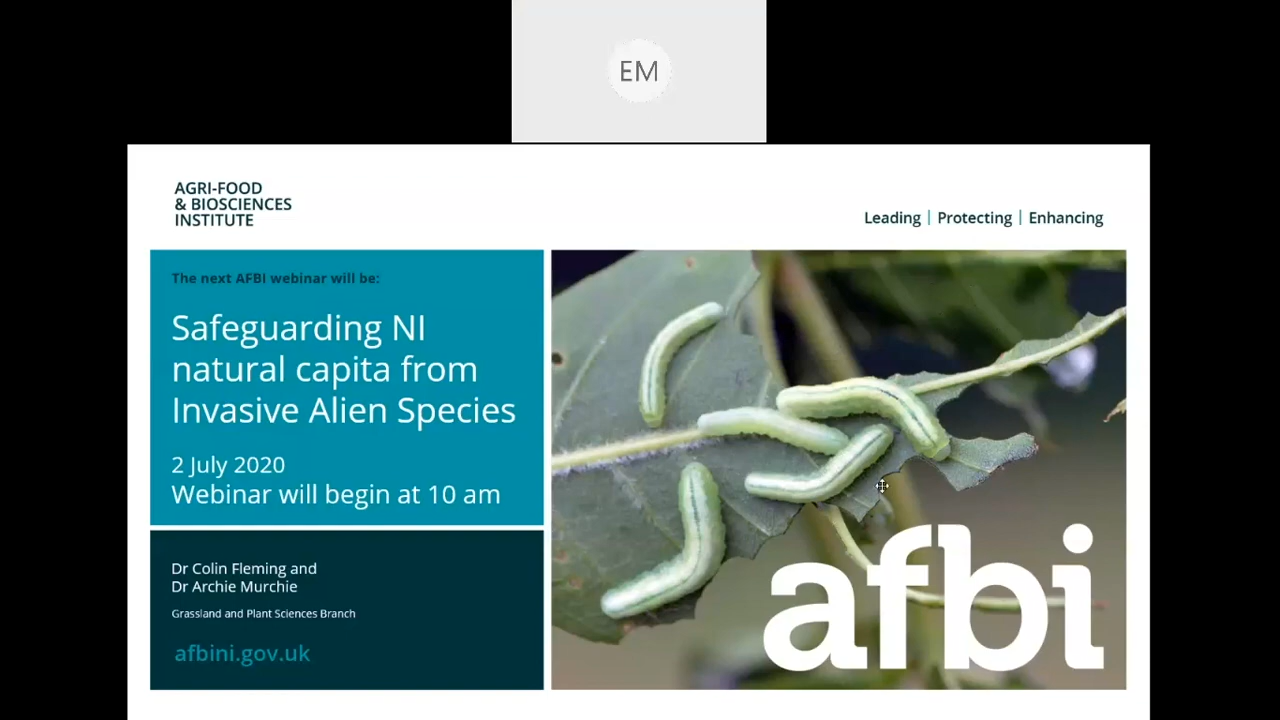 EM
AGRI-FOOD
& BIOSCIENCES
INSTITUTE
Leading | Protecting | Enhancing
The next AFBI webinar will be:
Safeguarding NI
natural capita from
Invasive Alien Species
2 July 2020
Webinar will begin at 10 am
Dr Colin Fleming and
Dr Archie Murchie
Grassland and Plant Sciences Branch
afbini.gov.uk
afbi